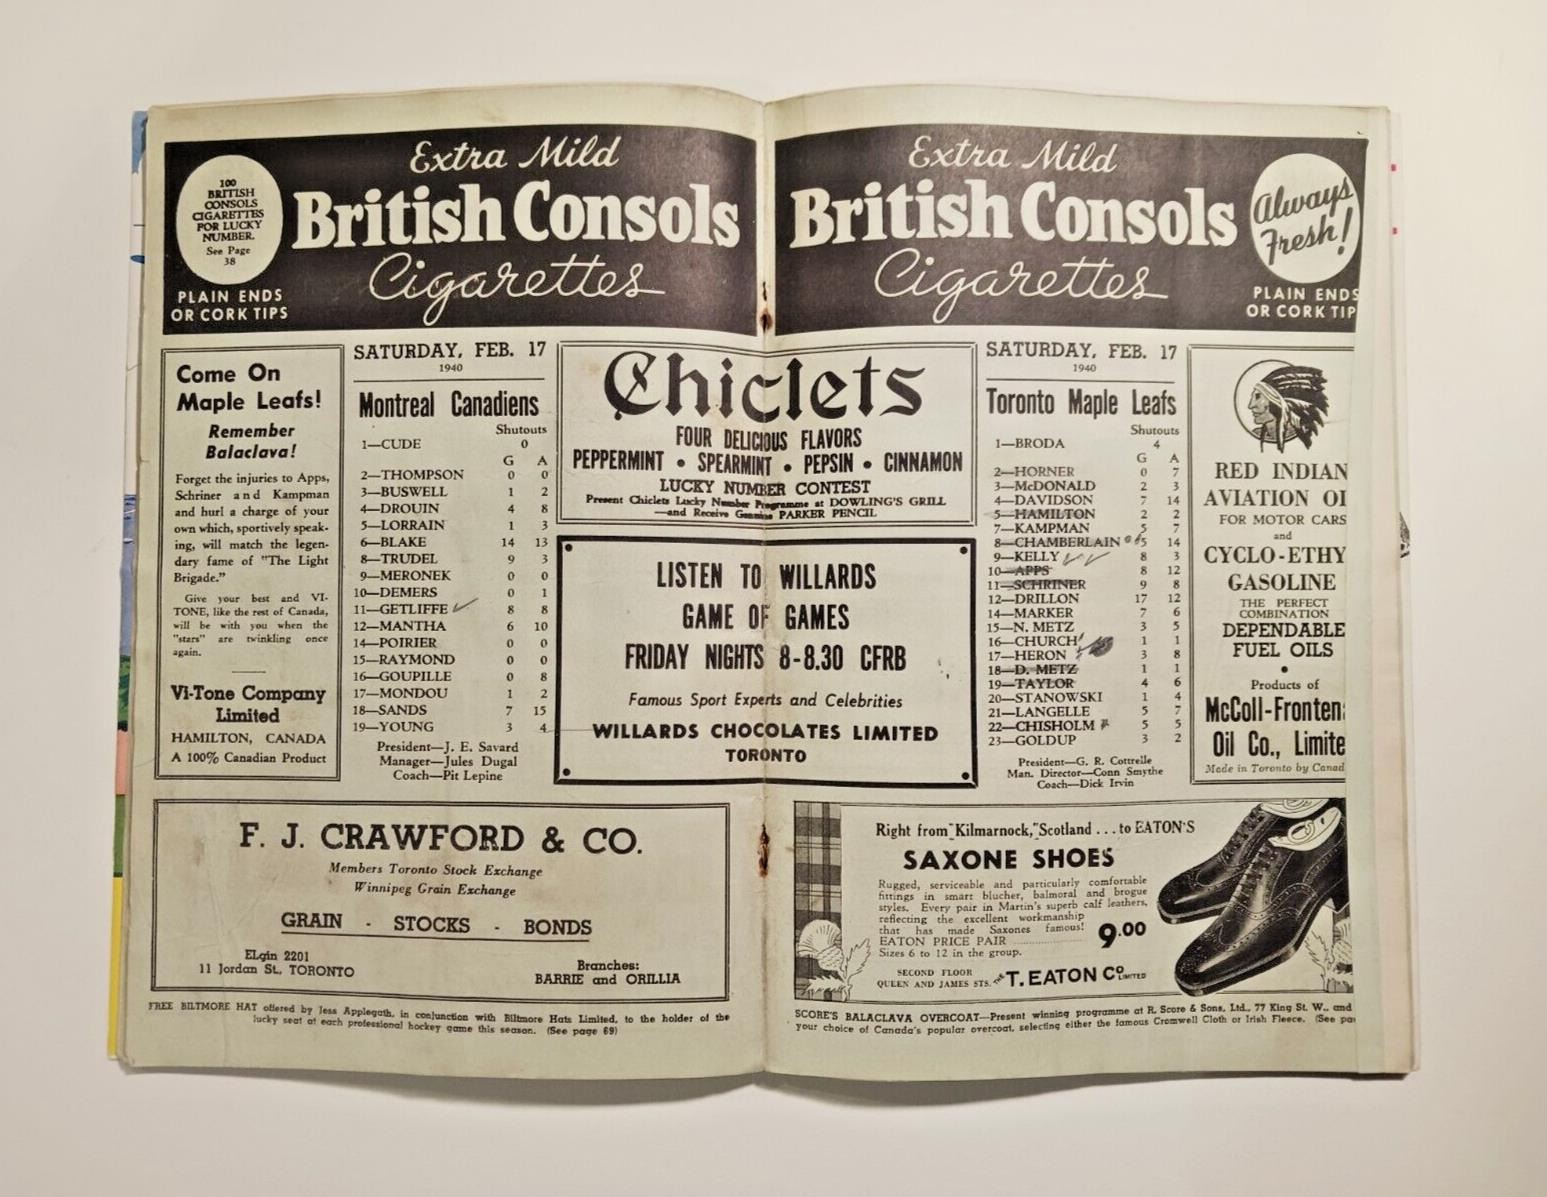 Extra Mild
British Consols
Cigarettes
100
BRITISH
CONSOLS
CIGARETTES
FOR LUCKY
NUMBER.
See Page
38
PLAIN ENDS
OR CORK TIPS
Extra Mild
British Consols
Cigarettes
Always
Fresh!
PLAIN ENDS
OR CORK TIP
Come On
Maple Leafs!
Remember
Balaclava!
Forget the injuries to Apps,
Schriner and Kampman
and hurl a charge of your
own which, sportively speak-
ing, will match the legen-
dary fame of "The Light
Brigade."
Give your best and VI-
TONE, like the rest of Canada,
will be with you when the
"stars" are twinkling once
again.
Vi-Tone Company
Limited
HAMILTON, CANADA
A 100% Canadian Product
SATURDAY, FEB. 17
1940
Montreal Canadiens
Shutouts
1—CUDE 0
G A
2—THOMPSON 0 0
3—BUSWELL 1 2
4—DROUIN 4 8
5—LORRAIN 1 3
6—BLAKE 14 13
8—TRUDEL 9 3
9—MERONEK 0 0
10—DEMERS 0 1
11—GETLIFFE 8 8
12—MANTHA 6 10
14—POIRIER 0 0
15—RAYMOND 0 0
16—GOUPILLE 0 8
17—MONDOU 1 2
18—SANDS 7 15
19—YOUNG 3 4
President—J. E. Savard
Manager—Jules Dugal
Coach—Pit Lepine
Chiclets
FOUR DELICIOUS FLAVORS
PEPPERMINT • SPEARMINT • PEPSIN • CINNAMON
LUCKY NUMBER CONTEST
Present Chiclets Lucky Number Programme at DOWLING'S GRILL
—and Receive Genuine PARKER PENCIL
LISTEN TO WILLARDS
GAME OF GAMES
FRIDAY NIGHTS 8-8.30 CFRB
Famous Sport Experts and Celebrities
WILLARDS CHOCOLATES LIMITED
TORONTO
SATURDAY, FEB. 17
1940
Toronto Maple Leafs
Shutouts
1—BRODA 4
G A
2—HORNER 0 7
3—McDONALD 2 3
4—DAVIDSON 7 14
5—HAMILTON 2 2
7—KAMPMAN 5 7
8—CHAMBERLAIN 5 14
9—KELLY 8 3
10—APPS 8 12
11—SCHRINER 9 8
12—DRILLON 17 12
14—MARKER 7 6
15—N. METZ 3 5
16—CHURCH 1 1
17—HERON 3 8
18—D. METZ 1 1
19—TAYLOR 4 6
20—STANOWSKI 1 4
21—LANGELLE 5 7
22—CHISHOLM 5 5
23—GOLDUP 3 2
President—G. R. Cottrelle
Man. Director—Conn Smythe
Coach—Dick Irvin
RED INDIAN
AVIATION OI
FOR MOTOR CARS
and
CYCLO-ETHY
GASOLINE
THE PERFECT
COMBINATION
DEPENDABLE
FUEL OILS
•
Products of
McColl-Fronten
Oil Co., Limite
Made in Toronto by Canad
F. J. CRAWFORD & CO.
Members Toronto Stock Exchange
Winnipeg Grain Exchange
GRAIN - STOCKS - BONDS
ELgin 2201
11 Jordan St., TORONTO
Branches:
BARRIE and ORILLIA
FREE BILTMORE HAT offered by Jess Applegath, in conjunction with Biltmore Hats Limited, to the holder of the
lucky seat at each professional hockey game this season. (See page 69)
Right from "Kilmarnock," Scotland . . . to EATON'S
SAXONE SHOES
Rugged, serviceable and particularly comfortable
fittings in smart blucher, balmoral and brogue
styles. Every pair in Martin's superb calf leathers,
reflecting the excellent workmanship
that has made Saxones famous!
EATON PRICE PAIR 9.00
Sizes 6 to 12 in the group.
SECOND FLOOR
QUEEN AND JAMES STS.
THE T. EATON CO LIMITED
SCORE'S BALACLAVA OVERCOAT—Present winning programme at R. Score & Sons, Ltd., 77 King St. W., and
your choice of Canada's popular overcoat, selecting either the famous Cromwell Cloth or Irish Fleece. (See pa